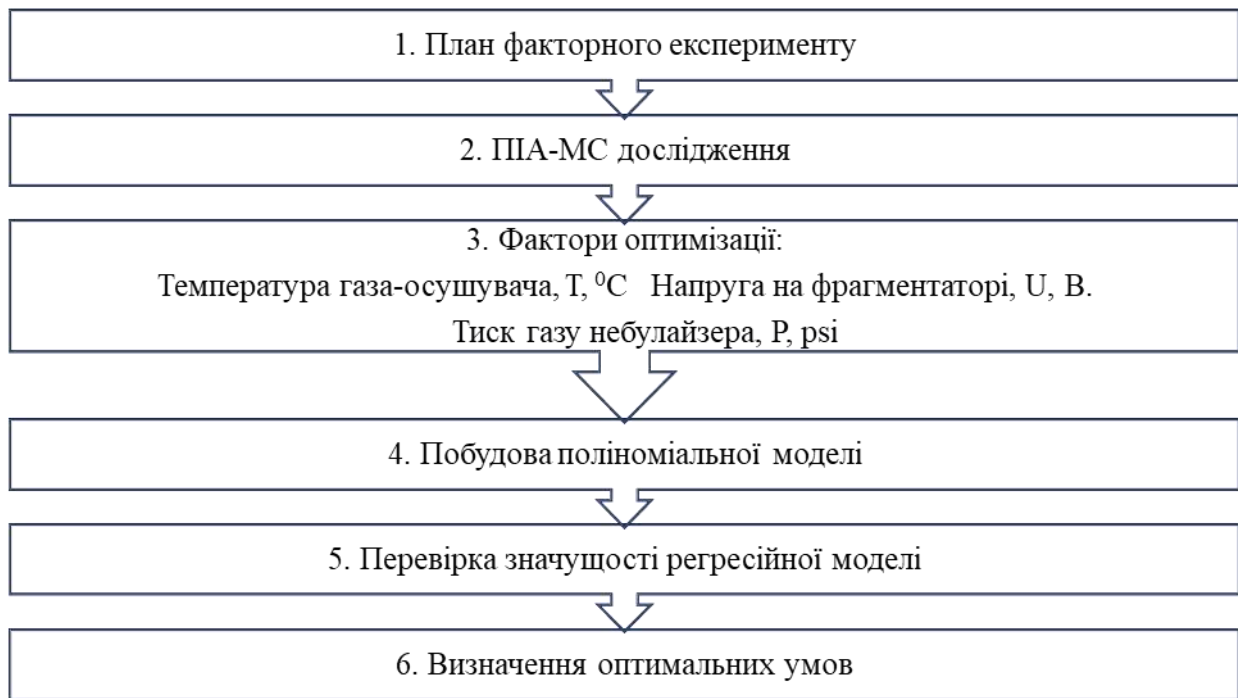 1. План факторного експерименту
2. ПІА-МС дослідження
3. Фактори оптимізації:
Температура газа-осушувача, Т, ⁰С   Напруга на фрагментаторі, U, В.
Тиск газу небулайзера, Р, psi
4. Побудова поліноміальної моделі
5. Перевірка значущості регресійної моделі
6. Визначення оптимальних умов